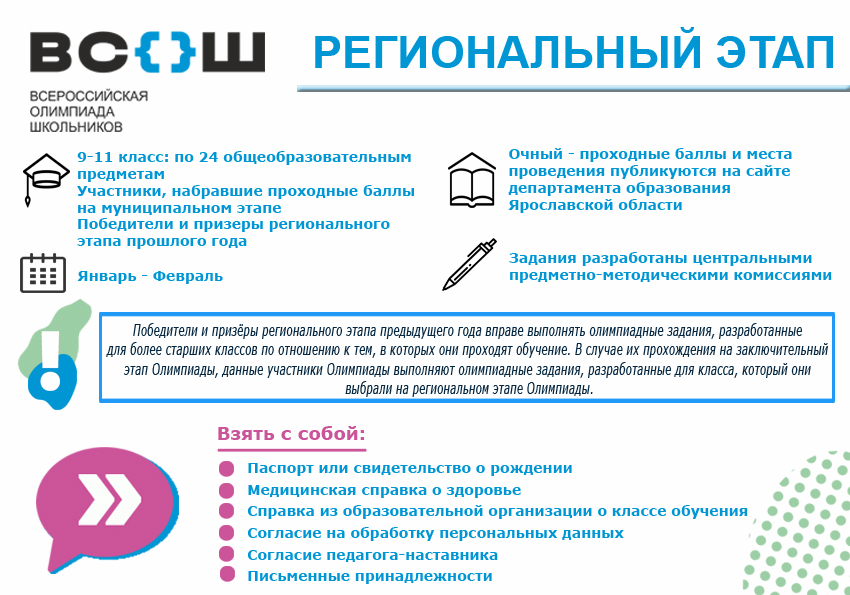 ВС{}Ш
ВСЕРОССИЙСКАЯ
ОЛИМПИАДА
ШКОЛЬНИКОВ
РЕГИОНАЛЬНЫЙ ЭТАП
9-11 класс: по 24 общеобразовательным
предметам
Участники, набравшие проходные баллы
на муниципальном этапе
Победители и призеры регионального
этапа прошлого года
Январь - Февраль
Очный - проходные баллы и места
проведения публикуются на сайте
департамента образования
Ярославской области
Задания разработаны центральными
предметно-методическими комиссиями
Победители и призёры регионального этапа предыдущего года вправе выполнять олимпиадные задания, разработанные
для более старших классов по отношению к тем, в которых они проходят обучение. В случае их прохождения на заключительный
этап Олимпиады, данные участники Олимпиады выполняют олимпиадные задания, разработанные для класса, который они
выбрали на региональном этапе Олимпиады.
Взять с собой:
Паспорт или свидетельство о рождении
Медицинская справка о здоровье
Справка из образовательной организации о классе обучения
Согласие на обработку персональных данных
Согласие педагога-наставника
Письменные принадлежности